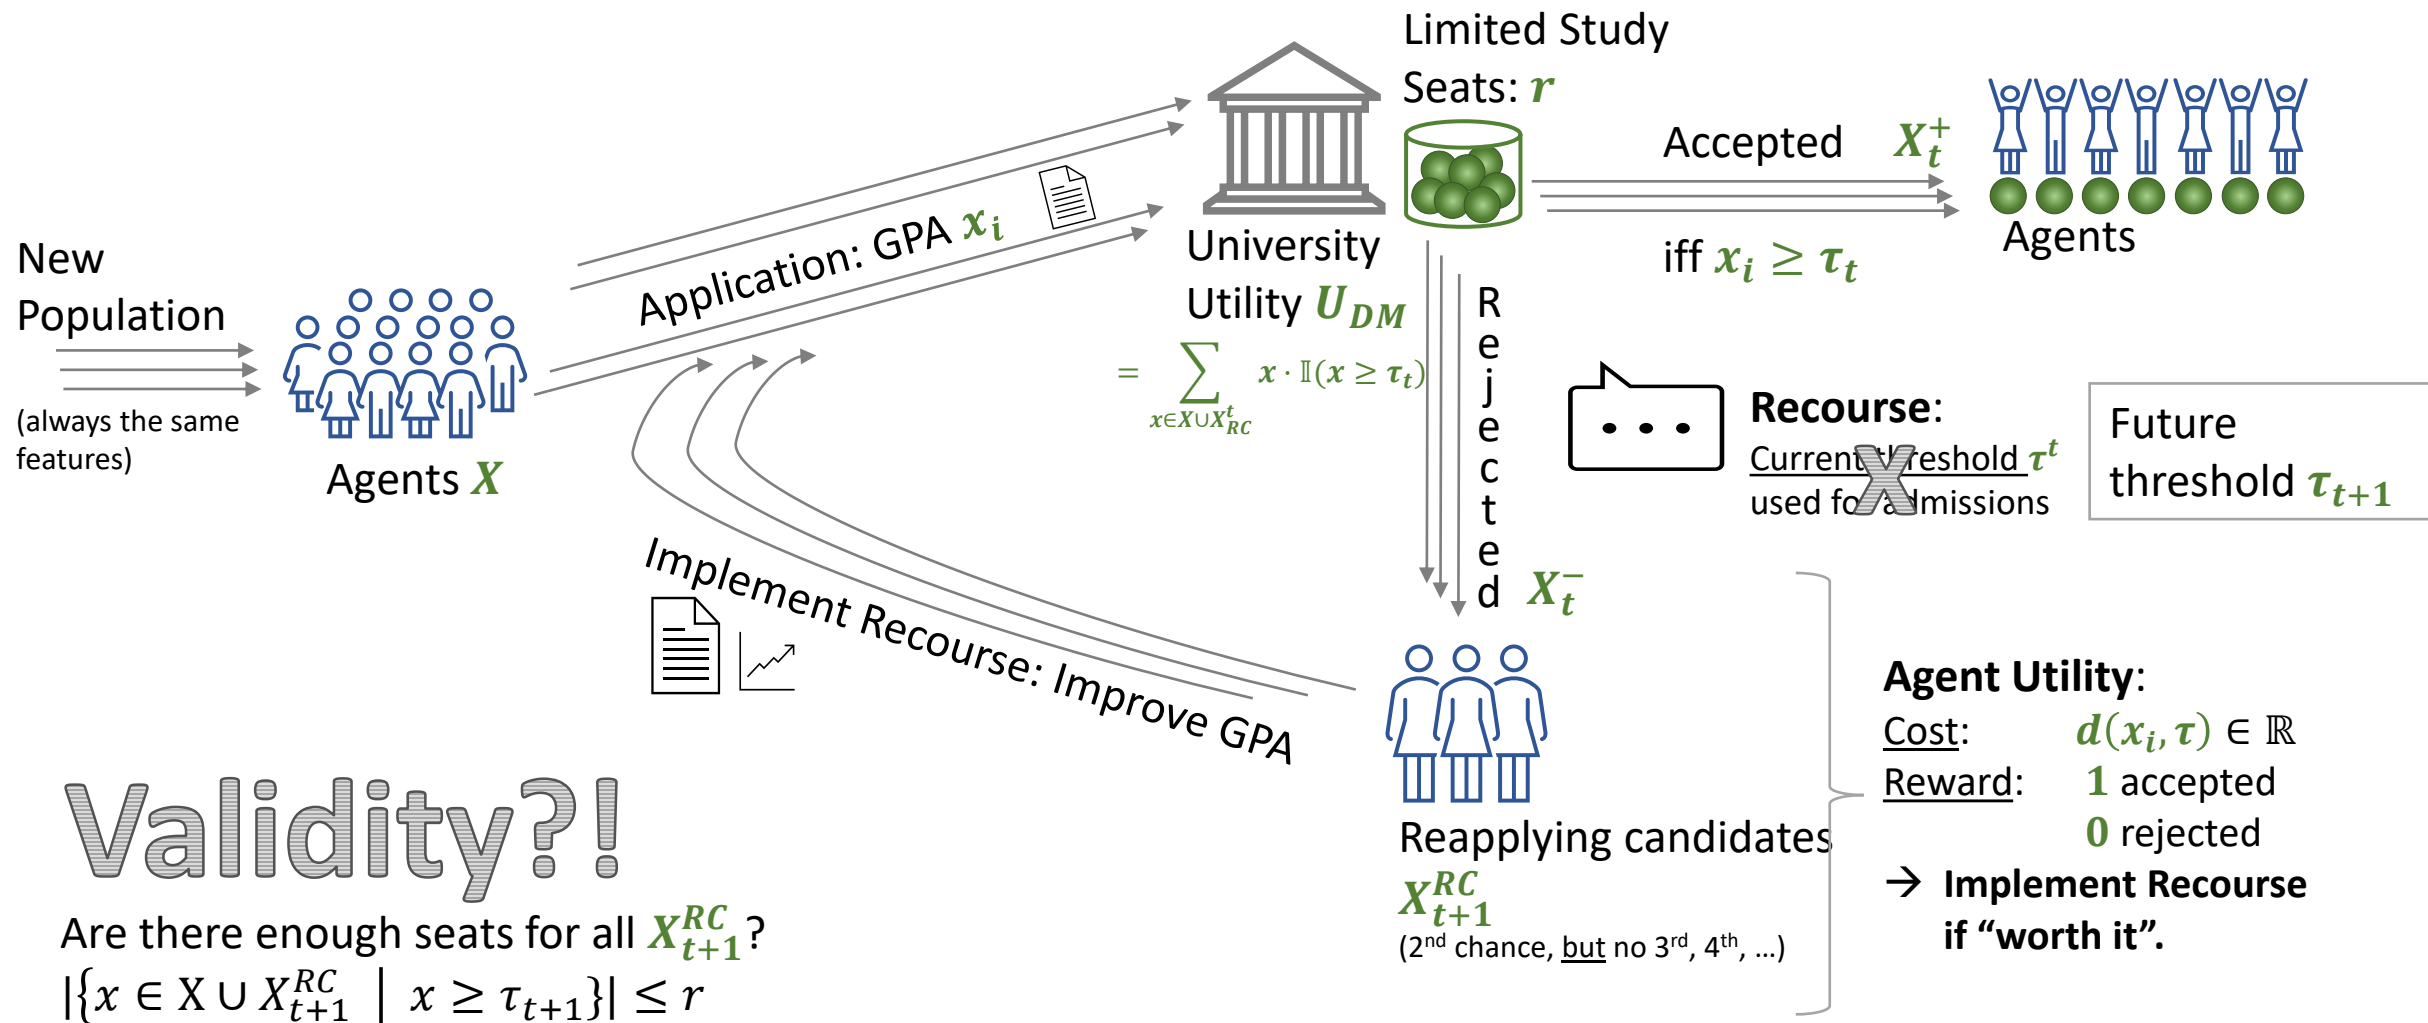 New
Population
(always the same
features)
Agents X
Application: GPA xᵢ
Limited Study
Seats: r
University
Utility U_DM
= ∑_{x∈X∪X_RC^t} x · 𝕀(x ≥ τ_t)
Accepted X_t^+
iff x_i ≥ τ_t
Agents
Rejected
X_t^−
Recourse:
Current threshold τ^t
used for admissions
X
Future
threshold τ_{t+1}
Implement Recourse: Improve GPA
Reapplying candidates
X_{t+1}^{RC}
(2nd chance, but no 3rd, 4th, ...)
Agent Utility:
Cost: d(x_i, τ) ∈ ℝ
Reward: 1 accepted
0 rejected
→ Implement Recourse
if “worth it”.
Validity?!
Are there enough seats for all X_{t+1}^{RC}?
|{x ∈ X ∪ X_{t+1}^{RC} | x ≥ τ_{t+1}}| ≤ r